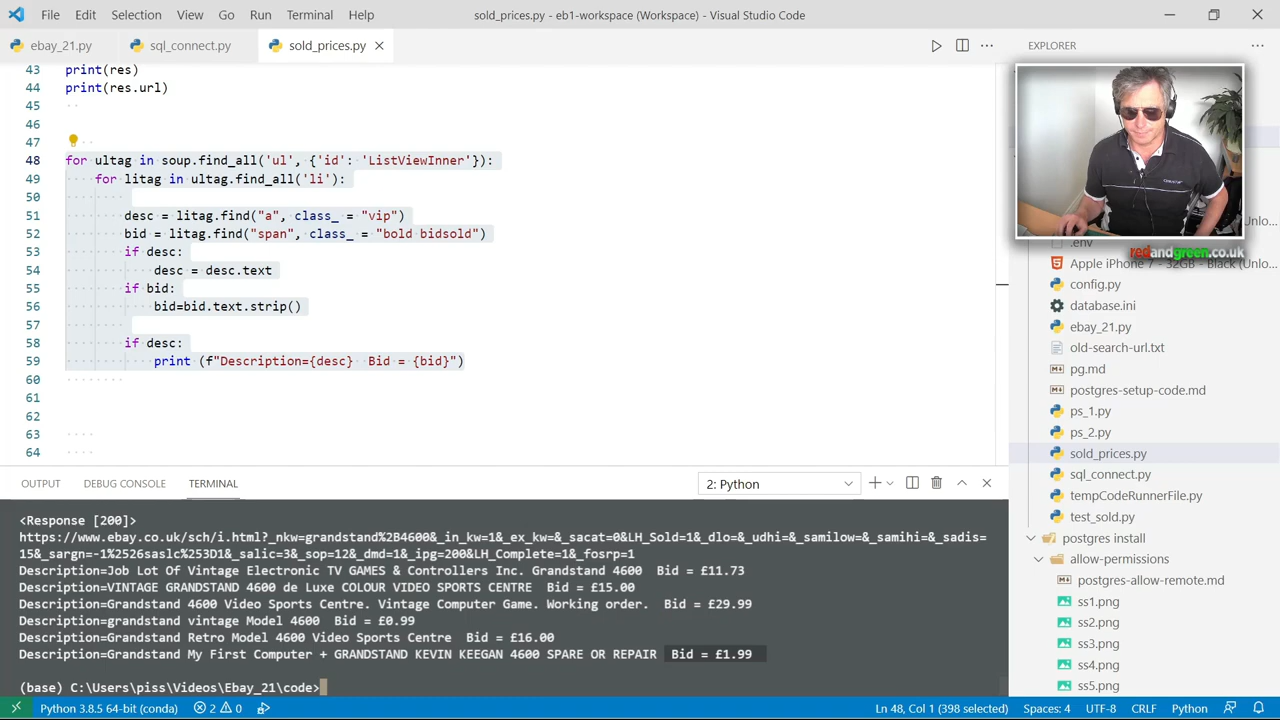 File Edit Selection View Go Run Terminal Help
sold_prices.py - eb1-workspace (Workspace) - Visual Studio Code
ebay_21.py sql_connect.py sold_prices.py
EXPLORER
43 print(res)
44 print(res.url)
45
46
47
48 for ultag in soup.find_all('ul', {'id': 'ListViewInner'}):
49 for litag in ultag.find_all('li'):
50
51 desc = litag.find("a", class_ = "vip")
52 bid = litag.find("span", class_ = "bold bidsold")
53 if desc:
54 desc = desc.text
55 if bid:
56 bid=bid.text.strip()
57
58 if desc:
59 print (f"Description={desc} Bid = {bid}")
60
61
62
63
64
redandgreen.co.uk
.env
Apple iPhone 7 - 32GB - Black (Unlo...
config.py
database.ini
ebay_21.py
old-search-url.txt
pg.md
postgres-setup-code.md
ps_1.py
ps_2.py
sold_prices.py
sql_connect.py
tempCodeRunnerFile.py
test_sold.py
postgres install
allow-permissions
postgres-allow-remote.md
ss1.png
ss2.png
ss3.png
ss4.png
ss5.png
OUTPUT DEBUG CONSOLE TERMINAL
2: Python
<Response [200]>
https://www.ebay.co.uk/sch/i.html?_nkw=grandstand%2B4600&_in_kw=1&_ex_kw=&_sacat=0&LH_Sold=1&_dlo=&_udhi=&_samilow=&_samihi=&_sadis=
15&_sargn=-1%2526saslc%253D1&_salic=3&_sop=12&_dmd=1&_ipg=200&LH_Complete=1&_fosrp=1
Description=Job Lot Of Vintage Electronic TV GAMES & Controllers Inc. Grandstand 4600 Bid = £11.73
Description=VINTAGE GRANDSTAND 4600 de Luxe COLOUR VIDEO SPORTS CENTRE Bid = £15.00
Description=Grandstand 4600 Video Sports Centre. Vintage Computer Game. Working order. Bid = £29.99
Description=grandstand vintage Model 4600 Bid = £0.99
Description=Grandstand Retro Model 4600 Video Sports Centre Bid = £16.00
Description=Grandstand My First Computer + GRANDSTAND KEVIN KEEGAN 4600 SPARE OR REPAIR Bid = £1.99
(base) C:\Users\piss\Videos\Ebay_21\code>
Python 3.8.5 64-bit (conda) 2 0
Ln 48, Col 1 (398 selected) Spaces: 4 UTF-8 CRLF Python